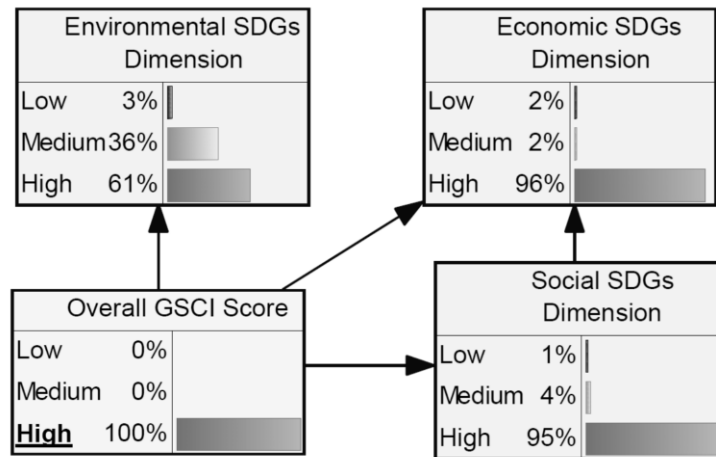 Environmental SDGs
Dimension
Low 3%
Medium 36%
High 61%
Economic SDGs
Dimension
Low 2%
Medium 2%
High 96%
Overall GSCI Score
Low 0%
Medium 0%
High 100%
Social SDGs
Dimension
Low 1%
Medium 4%
High 95%